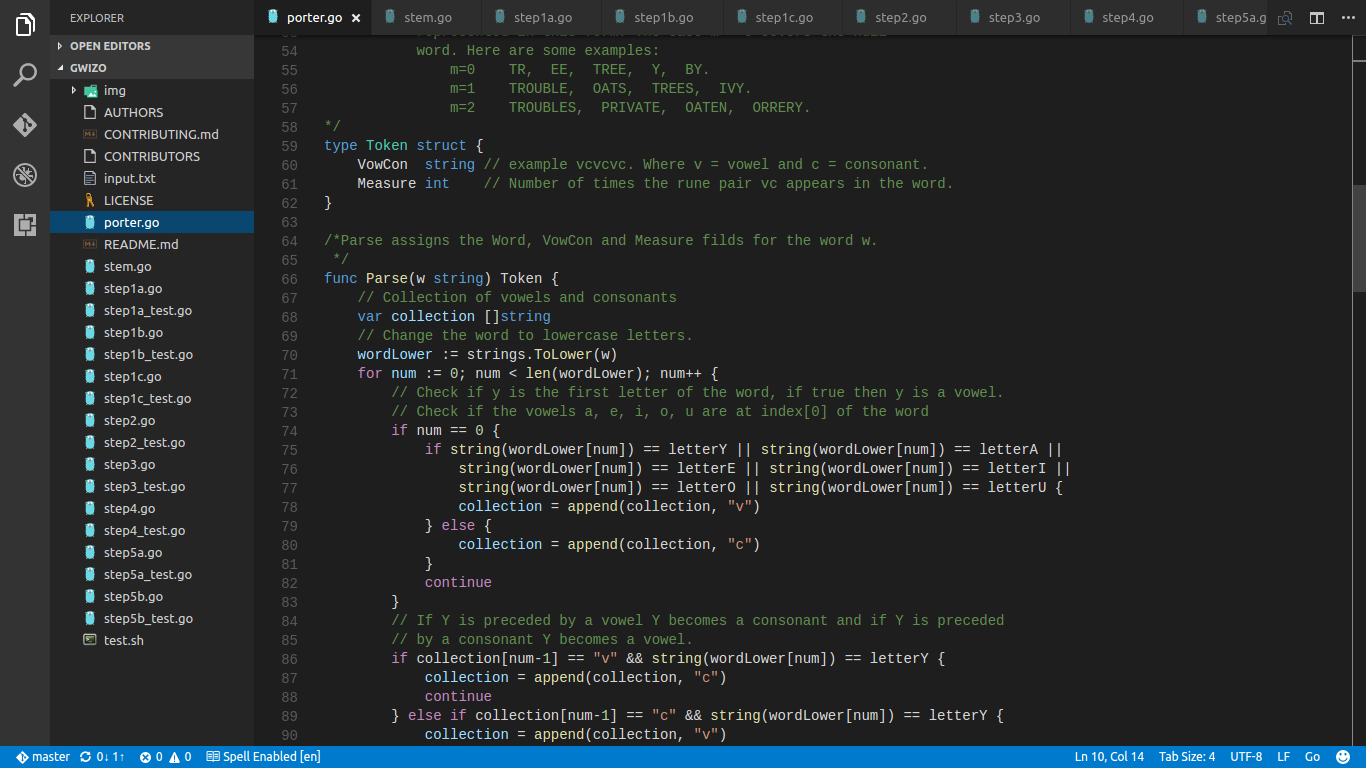 EXPLORER
OPEN EDITORS
GWIZO
img
AUTHORS
CONTRIBUTING.md
CONTRIBUTORS
input.txt
LICENSE
porter.go
README.md
stem.go
step1a.go
step1a_test.go
step1b.go
step1b_test.go
step1c.go
step1c_test.go
step2.go
step2_test.go
step3.go
step3_test.go
step4.go
step4_test.go
step5a.go
step5a_test.go
step5b.go
step5b_test.go
test.sh
porter.go × stem.go step1a.go step1b.go step1c.go step2.go step3.go step4.go step5a.g
54 word. Here are some examples:
55 m=0 TR, EE, TREE, Y, BY.
56 m=1 TROUBLE, OATS, TREES, IVY.
57 m=2 TROUBLES, PRIVATE, OATEN, ORRERY.
58 */
59 type Token struct {
60 VowCon string // example vcvcvc. Where v = vowel and c = consonant.
61 Measure int // Number of times the rune pair vc appears in the word.
62 }
63
64 /*Parse assigns the Word, VowCon and Measure filds for the word w.
65 */
66 func Parse(w string) Token {
67 // Collection of vowels and consonants
68 var collection []string
69 // Change the word to lowercase letters.
70 wordLower := strings.ToLower(w)
71 for num := 0; num < len(wordLower); num++ {
72 // Check if y is the first letter of the word, if true then y is a vowel.
73 // Check if the vowels a, e, i, o, u are at index[0] of the word
74 if num == 0 {
75 if string(wordLower[num]) == letterY || string(wordLower[num]) == letterA ||
76 string(wordLower[num]) == letterE || string(wordLower[num]) == letterI ||
77 string(wordLower[num]) == letterO || string(wordLower[num]) == letterU {
78 collection = append(collection, "v")
79 } else {
80 collection = append(collection, "c")
81 }
82 continue
83 }
84 // If Y is preceded by a vowel Y becomes a consonant and if Y is preceded
85 // by a consonant Y becomes a vowel.
86 if collection[num-1] == "v" && string(wordLower[num]) == letterY {
87 collection = append(collection, "c")
88 continue
89 } else if collection[num-1] == "c" && string(wordLower[num]) == letterY {
90 collection = append(collection, "v")
master 0↓ 1↑ 0 0 Spell Enabled [en] Ln 10, Col 14 Tab Size: 4 UTF-8 LF Go